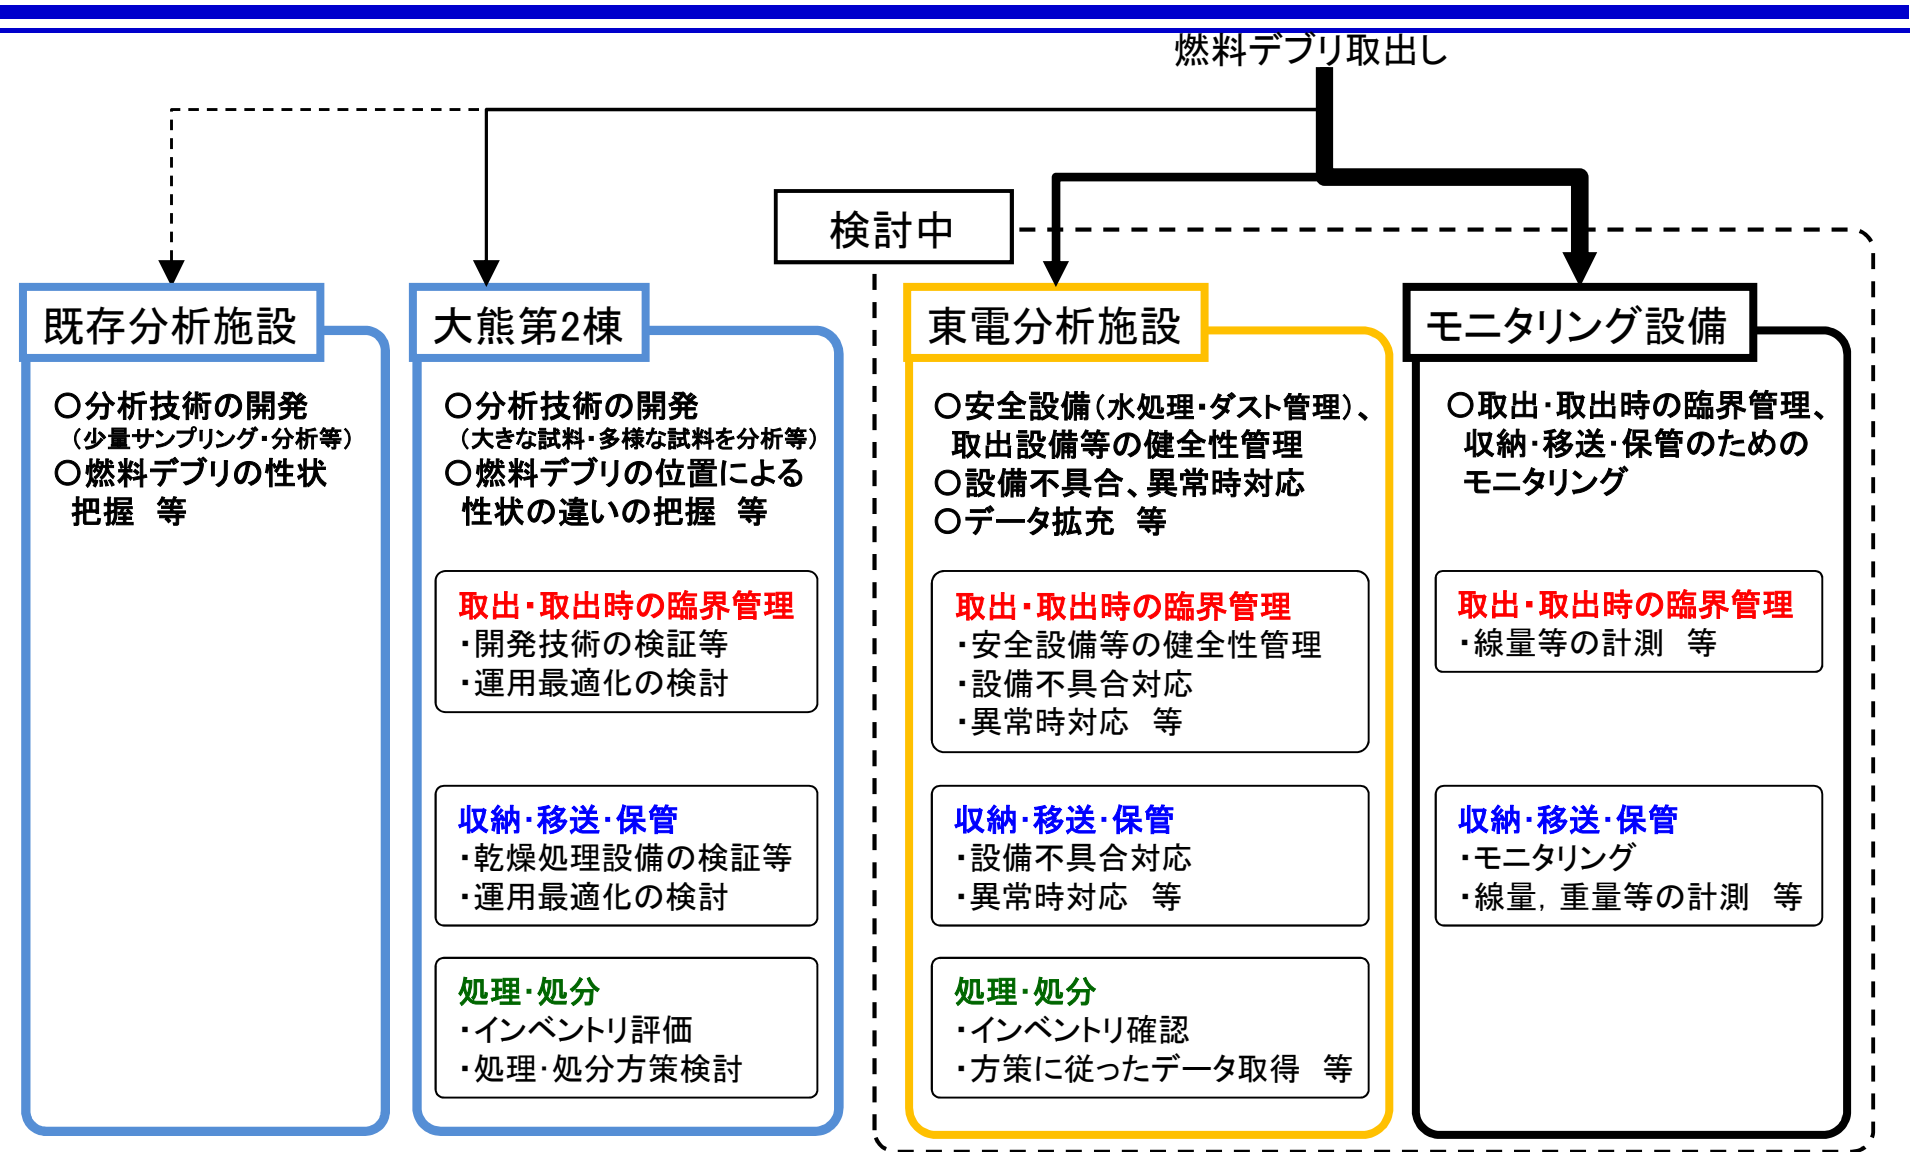 燃料デブリ取出し
検討中
既存分析施設
○分析技術の開発
（少量サンプリング・分析等）
○燃料デブリの性状
把握　等
大熊第2棟
○分析技術の開発
（大きな試料・多様な試料を分析等）
○燃料デブリの位置による
性状の違いの把握　等
取出・取出時の臨界管理
・開発技術の検証等
・運用最適化の検討
収納・移送・保管
・乾燥処理設備の検証等
・運用最適化の検討
処理・処分
・インベントリ評価
・処理・処分方策検討
東電分析施設
○安全設備（水処理・ダスト管理）、
取出設備等の健全性管理
○設備不具合、異常時対応
○データ拡充　等
取出・取出時の臨界管理
・安全設備等の健全性管理
・設備不具合対応
・異常時対応　等
収納・移送・保管
・設備不具合対応
・異常時対応　等
処理・処分
・インベントリ確認
・方策に従ったデータ取得　等
モニタリング設備
○取出・取出時の臨界管理、
収納・移送・保管のための
モニタリング
取出・取出時の臨界管理
・線量等の計測　等
収納・移送・保管
・モニタリング
・線量，重量等の計測　等